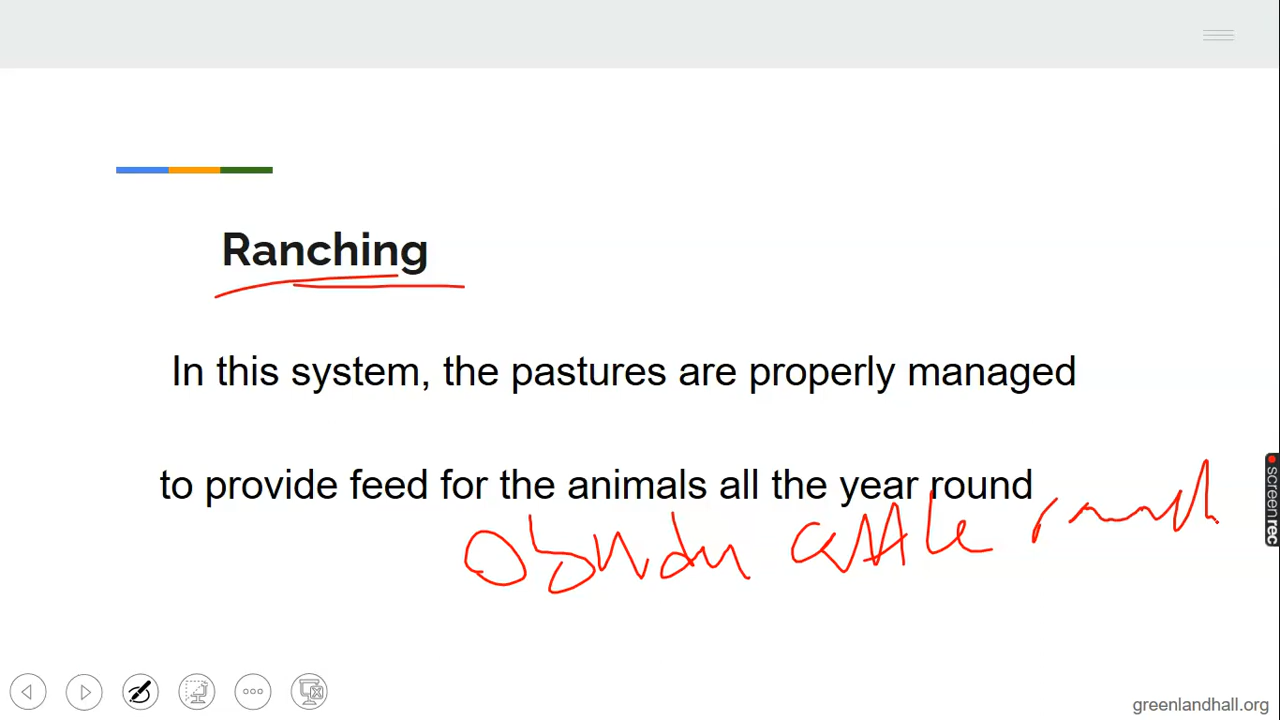 Ranching
In this system, the pastures are properly managed
to provide feed for the animals all the year round
cattle ranch
screenrec
greenlandhall.org